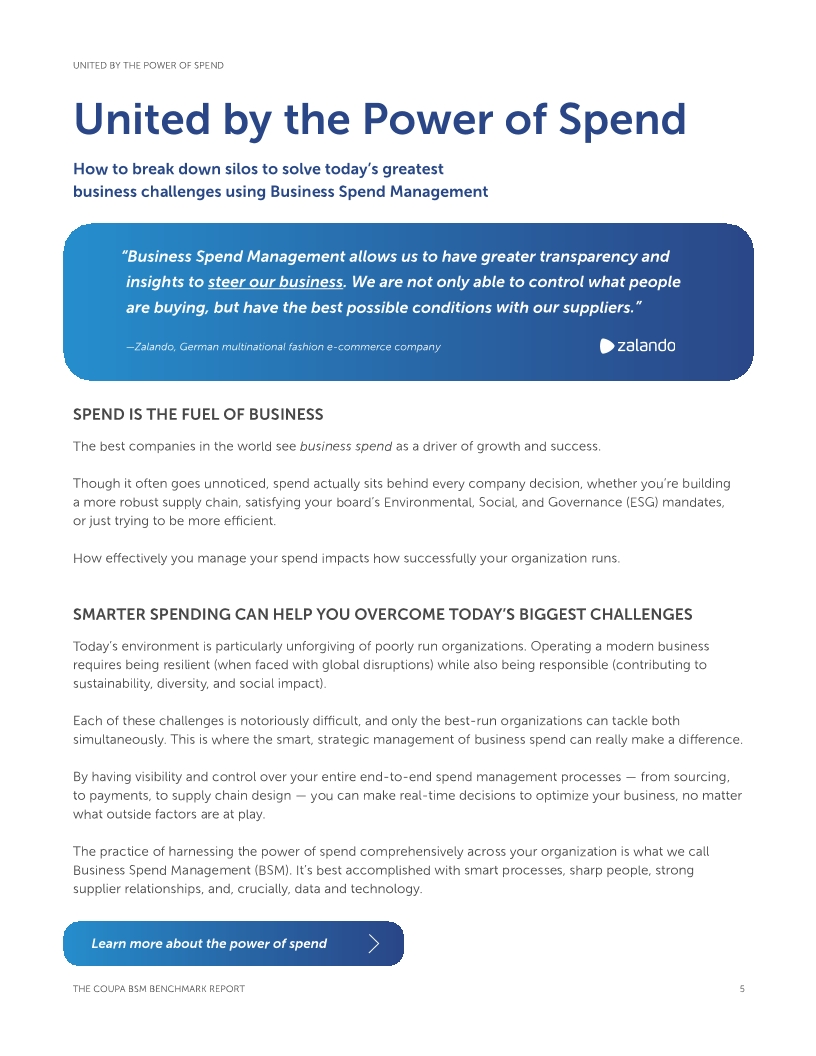 UNITED BY THE POWER OF SPEND
United by the Power of Spend
How to break down silos to solve today's greatest
business challenges using Business Spend Management
"Business Spend Management allows us to have greater transparency and
insights to steer our business. We are not only able to control what people
are buying, but have the best possible conditions with our suppliers."
—Zalando, German multinational fashion e-commerce company
zalando
SPEND IS THE FUEL OF BUSINESS
The best companies in the world see business spend as a driver of growth and success.
Though it often goes unnoticed, spend actually sits behind every company decision, whether you're building
a more robust supply chain, satisfying your board's Environmental, Social, and Governance (ESG) mandates,
or just trying to be more efficient.
How effectively you manage your spend impacts how successfully your organization runs.
SMARTER SPENDING CAN HELP YOU OVERCOME TODAY'S BIGGEST CHALLENGES
Today's environment is particularly unforgiving of poorly run organizations. Operating a modern business
requires being resilient (when faced with global disruptions) while also being responsible (contributing to
sustainability, diversity, and social impact).
Each of these challenges is notoriously difficult, and only the best-run organizations can tackle both
simultaneously. This is where the smart, strategic management of business spend can really make a difference.
By having visibility and control over your entire end-to-end spend management processes — from sourcing,
to payments, to supply chain design — you can make real-time decisions to optimize your business, no matter
what outside factors are at play.
The practice of harnessing the power of spend comprehensively across your organization is what we call
Business Spend Management (BSM). It's best accomplished with smart processes, sharp people, strong
supplier relationships, and, crucially, data and technology.
Learn more about the power of spend
THE COUPA BSM BENCHMARK REPORT
5